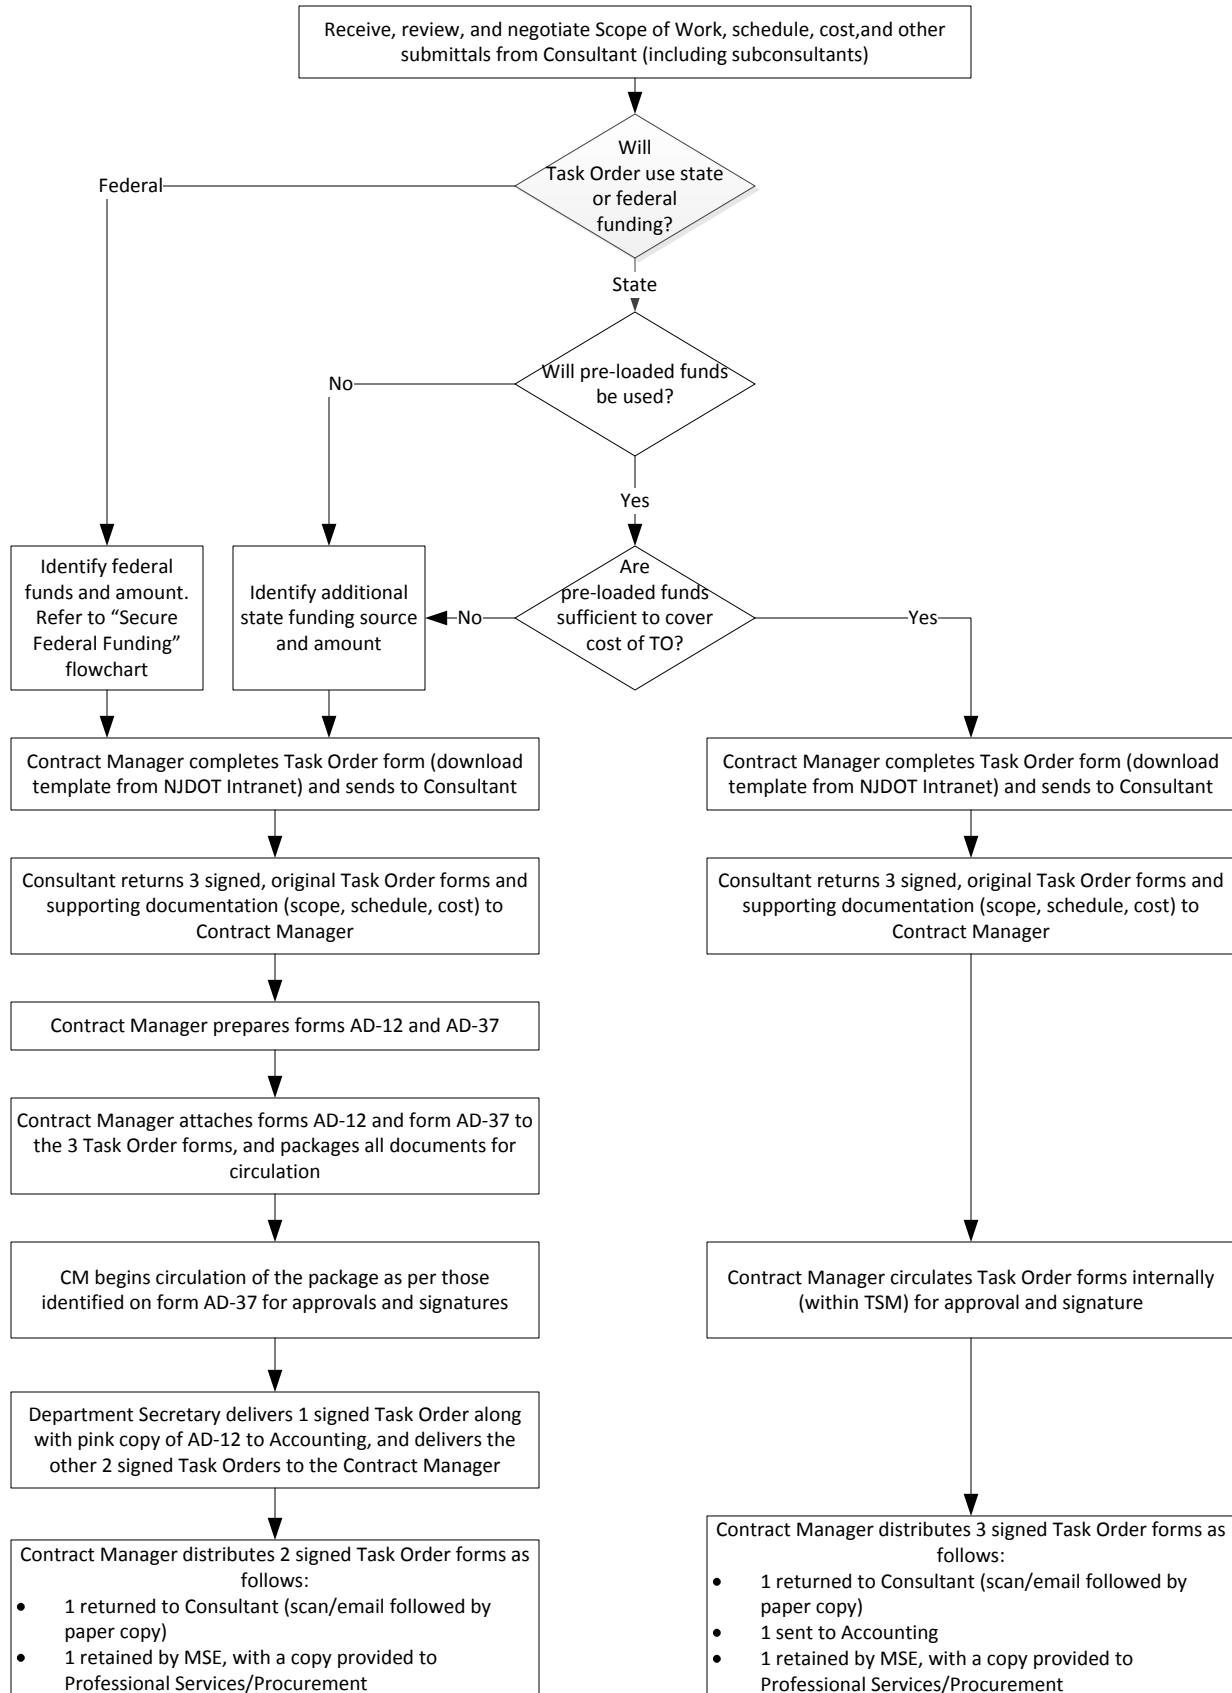 Receive, review, and negotiate Scope of Work, schedule, cost,and other
submittals from Consultant (including subconsultants)
Will
Task Order use state
or federal
funding?
Federal
State
Will pre-loaded funds
be used?
No
Yes
Identify federal
funds and amount.
Refer to “Secure
Federal Funding”
flowchart
Identify additional
state funding source
and amount
No
Are
pre-loaded funds
sufficient to cover
cost of TO?
Yes
Contract Manager completes Task Order form (download
template from NJDOT Intranet) and sends to Consultant
Consultant returns 3 signed, original Task Order forms and
supporting documentation (scope, schedule, cost) to
Contract Manager
Contract Manager prepares forms AD-12 and AD-37
Contract Manager attaches forms AD-12 and form AD-37 to
the 3 Task Order forms, and packages all documents for
circulation
CM begins circulation of the package as per those
identified on form AD-37 for approvals and signatures
Department Secretary delivers 1 signed Task Order along
with pink copy of AD-12 to Accounting, and delivers the
other 2 signed Task Orders to the Contract Manager
Contract Manager distributes 2 signed Task Order forms as
follows:
• 1 returned to Consultant (scan/email followed by
paper copy)
• 1 retained by MSE, with a copy provided to
Professional Services/Procurement
Contract Manager completes Task Order form (download
template from NJDOT Intranet) and sends to Consultant
Consultant returns 3 signed, original Task Order forms and
supporting documentation (scope, schedule, cost) to
Contract Manager
Contract Manager circulates Task Order forms internally
(within TSM) for approval and signature
Contract Manager distributes 3 signed Task Order forms as
follows:
• 1 returned to Consultant (scan/email followed by
paper copy)
• 1 sent to Accounting
• 1 retained by MSE, with a copy provided to
Professional Services/Procurement